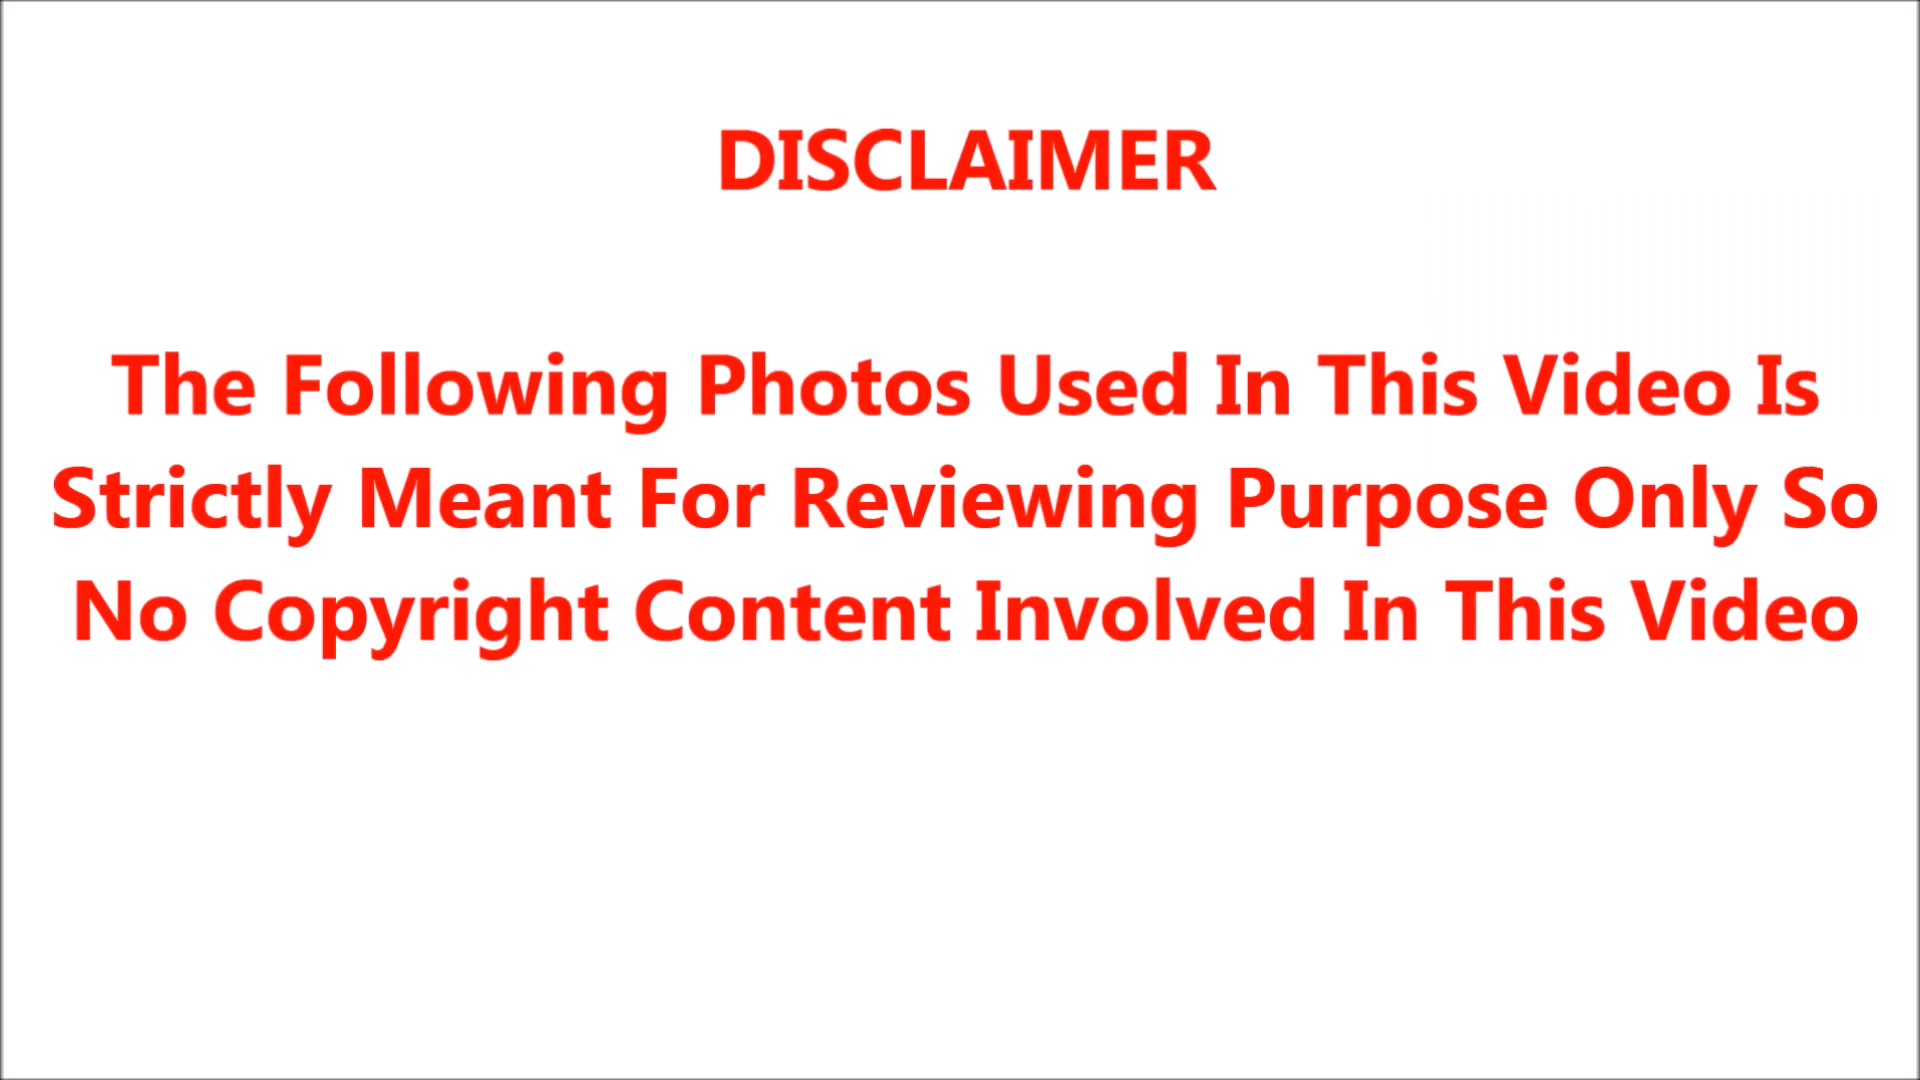 DISCLAIMER
The Following Photos Used In This Video Is
Strictly Meant For Reviewing Purpose Only So
No Copyright Content Involved In This Video